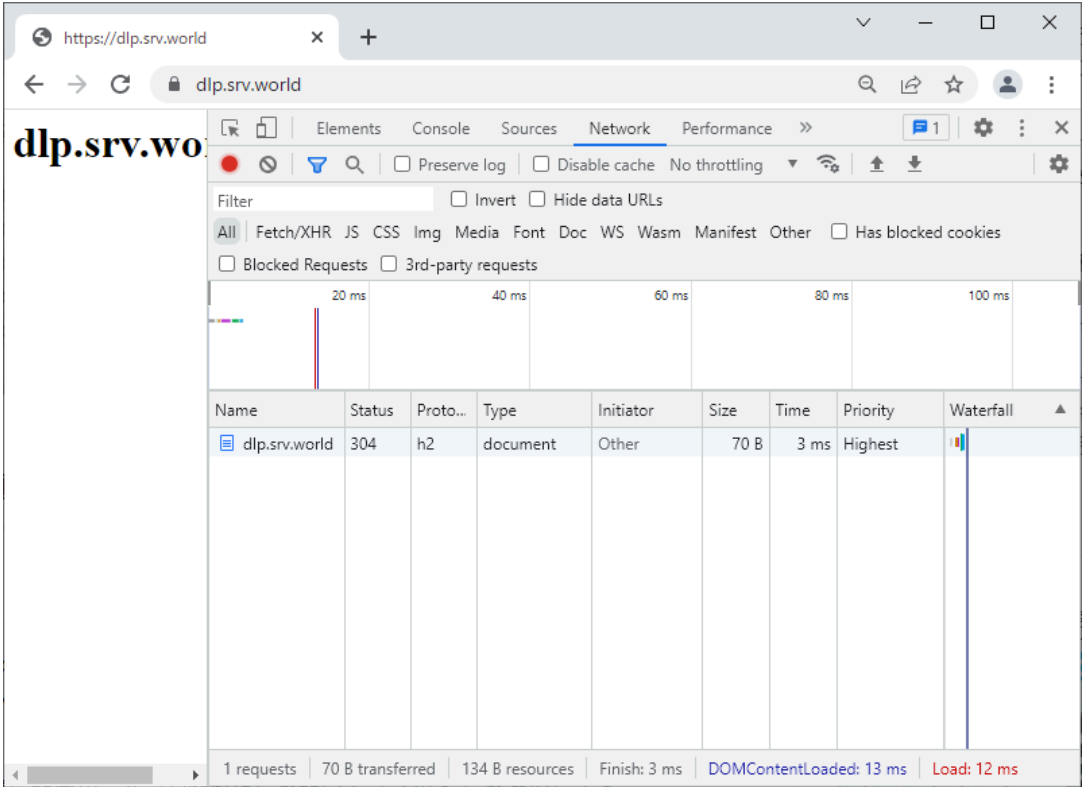 https://dlp.srv.world
dlp.srv.world
dlp.srv.wo
Elements Console Sources Network Performance 1
Preserve log Disable cache No throttling
Filter Invert Hide data URLs
All Fetch/XHR JS CSS Img Media Font Doc WS Wasm Manifest Other Has blocked cookies
Blocked Requests 3rd-party requests
20 ms 40 ms 60 ms 80 ms 100 ms
Name Status Proto... Type Initiator Size Time Priority Waterfall
dlp.srv.world 304 h2 document Other 70 B 3 ms Highest
1 requests 70 B transferred 134 B resources Finish: 3 ms DOMContentLoaded: 13 ms Load: 12 ms